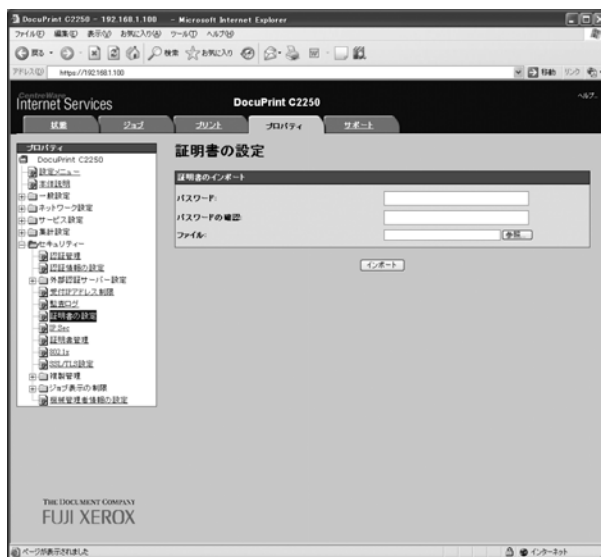 DocuPrint C2250 - 192.168.1.100 - Microsoft Internet Explorer
ファイル(F) 編集(E) 表示(V) お気に入り(A) ツール(T) ヘルプ(H)
戻る 検索 お気に入り
アドレス(D) https://192.168.1.100 移動 リンク
CentreWare
Internet Services
DocuPrint C2250
ヘルプ
状態 ジョブ プリント プロパティ サポート
プロパティ
DocuPrint C2250
設定メニュー
本体説明
一般設定
ネットワーク設定
サービス設定
集計設定
セキュリティー
認証管理
認証情報の設定
外部認証サーバー設定
受付IPアドレス制限
監査ログ
証明書の設定
IP Sec
証明書管理
802.1x
SSL/TLS設定
複製管理
ジョブ表示の制限
機械管理者情報の設定
証明書の設定
証明書のインポート
パスワード:
パスワードの確認:
ファイル:
参照...
インポート
THE DOCUMENT COMPANY
FUJI XEROX
ページが表示されました
インターネット